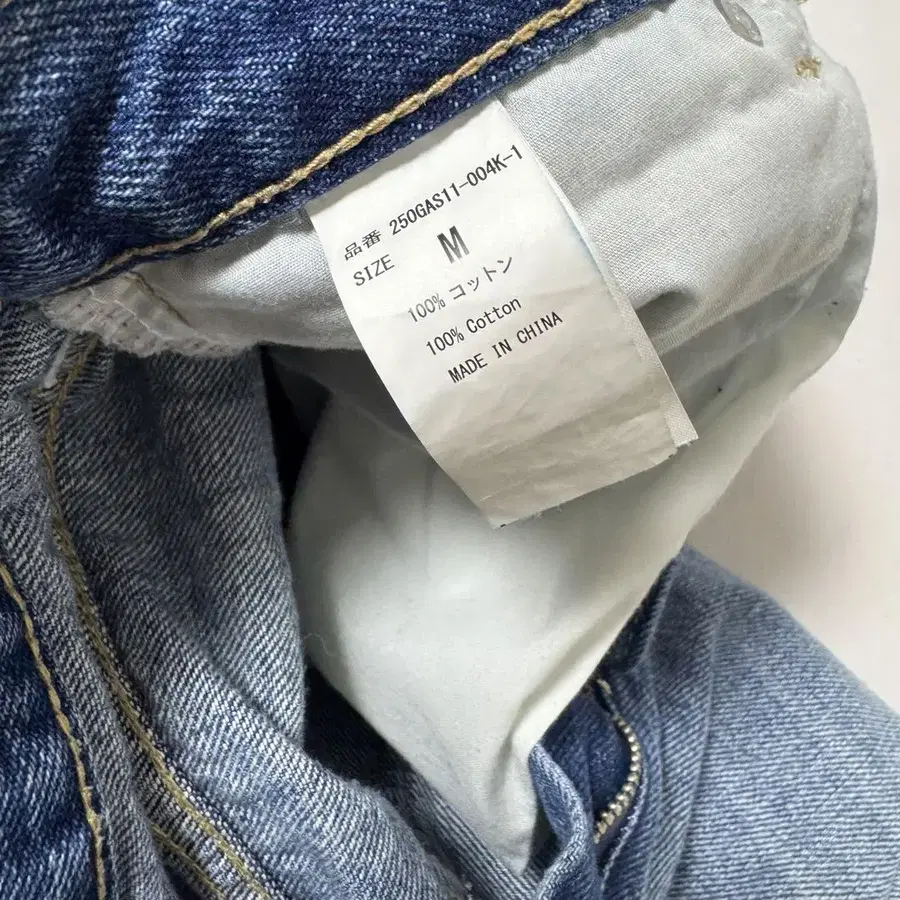 品番 250GAS11-004K-1
SIZE M
100% コットン
100% Cotton
MADE IN CHINA